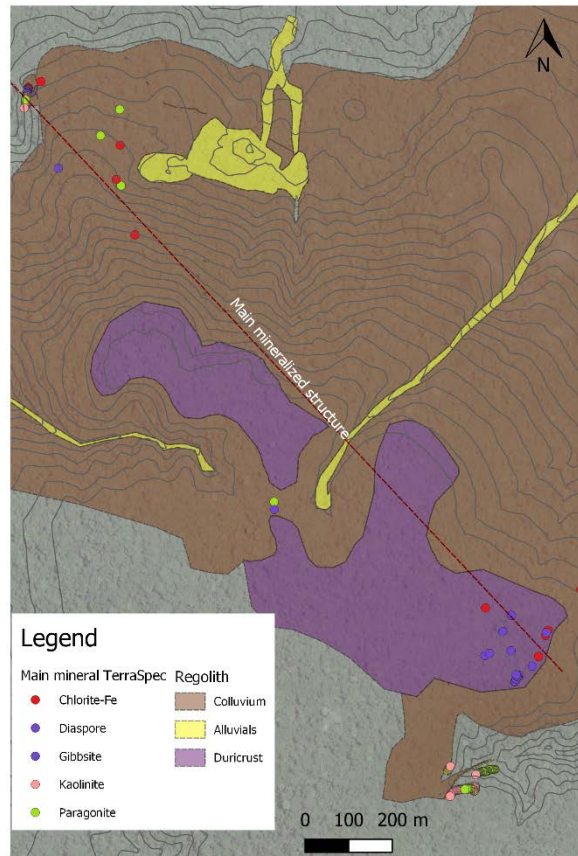 N
Main mineralized structure
Legend
Main mineral TerraSpec
Chlorite-Fe
Diaspore
Gibbsite
Kaolinite
Paragonite
Regolith
Colluvium
Alluvials
Duricrust
0 100 200 m